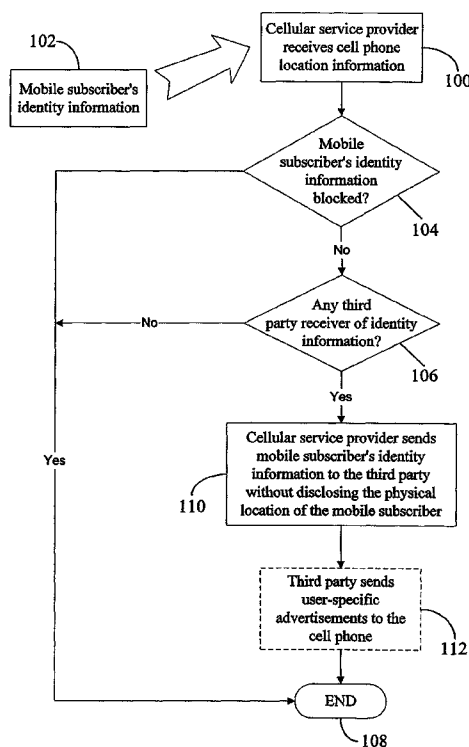 102
Mobile subscriber's
identity information
Cellular service provider
receives cell phone
location information
100
Mobile
subscriber's identity
information
blocked?
104
No
Any third
party receiver of identity
information?
106
No
Yes
Yes
Cellular service provider sends
mobile subscriber's identity
information to the third party
without disclosing the physical
location of the mobile subscriber
110
Third party sends
user-specific
advertisements to the
cell phone
112
END
108